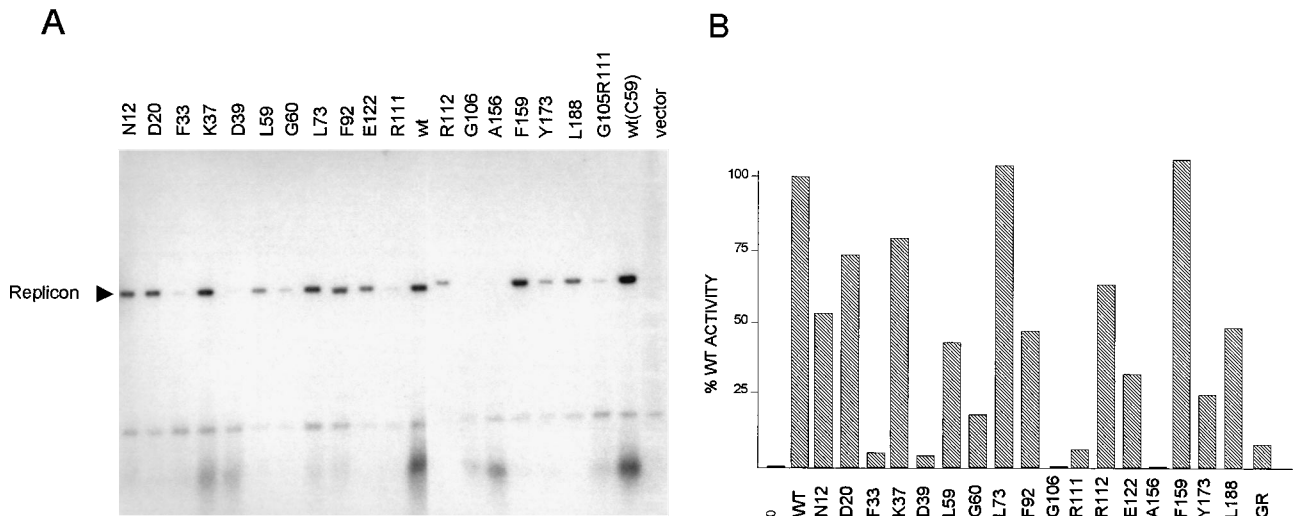 A
N12 D20 F33 K37 D39 L59 G60 L73 F92 E122 R111 wt R112 G106 A156 F159 Y173 L188 G105R111 wt(C59) vector
Replicon
B
% WT ACTIVITY
100
75
50
25
WT N12 D20 F33 K37 D39 L59 G60 L73 F92 G106 R111 R112 E122 A156 F159 Y173 L188 GR